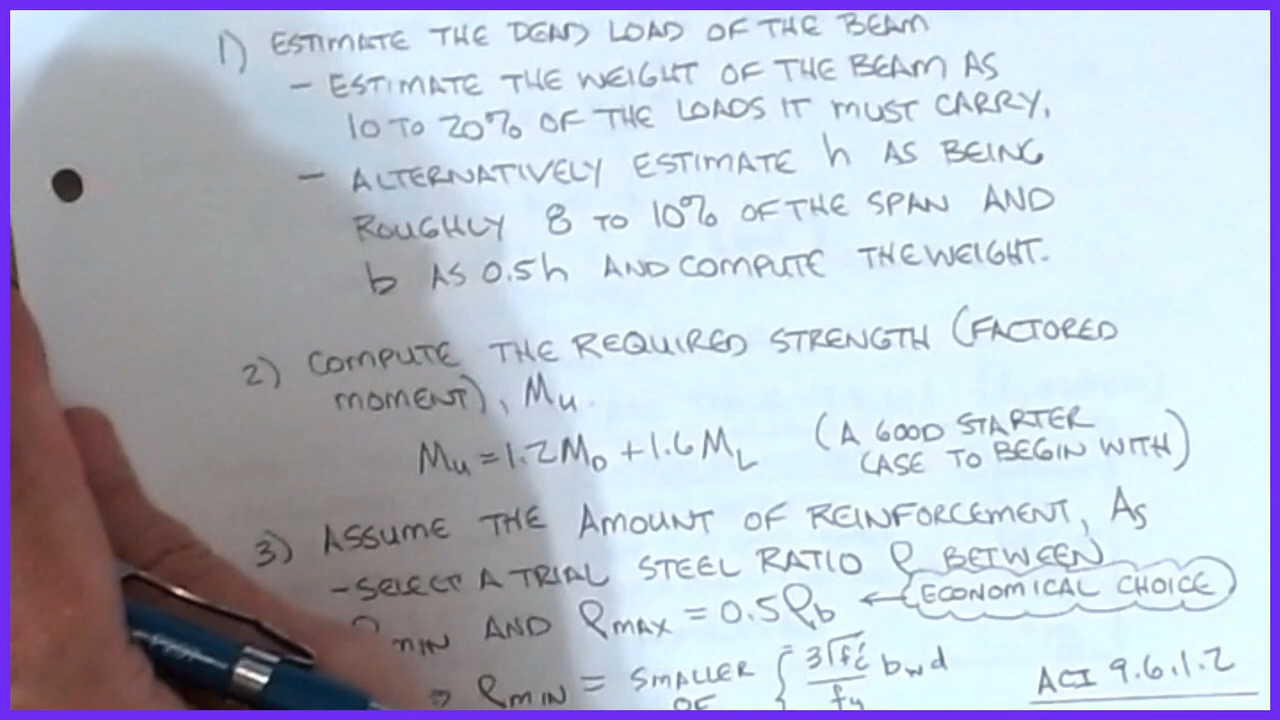 1) ESTIMATE THE DEAD LOAD OF THE BEAM
- ESTIMATE THE WEIGHT OF THE BEAM AS
10 TO 20% OF THE LOADS IT MUST CARRY.
- ALTERNATIVELY ESTIMATE h AS BEING
ROUGHLY 8 TO 10% OF THE SPAN AND
b AS 0.5h AND COMPUTE THE WEIGHT.
2) COMPUTE THE REQUIRED STRENGTH (FACTORED
MOMENT), Mu.
Mu = 1.2MD + 1.6ML (A GOOD STARTER
CASE TO BEGIN WITH)
3) ASSUME THE AMOUNT OF REINFORCEMENT, As
- SELECT A TRIAL STEEL RATIO ρ BETWEEN
ρMIN AND ρMAX = 0.5ρb ← ECONOMICAL CHOICE
ρMIN = SMALLER OF { 3√f'c / fy bwd ACI 9.6.1.2